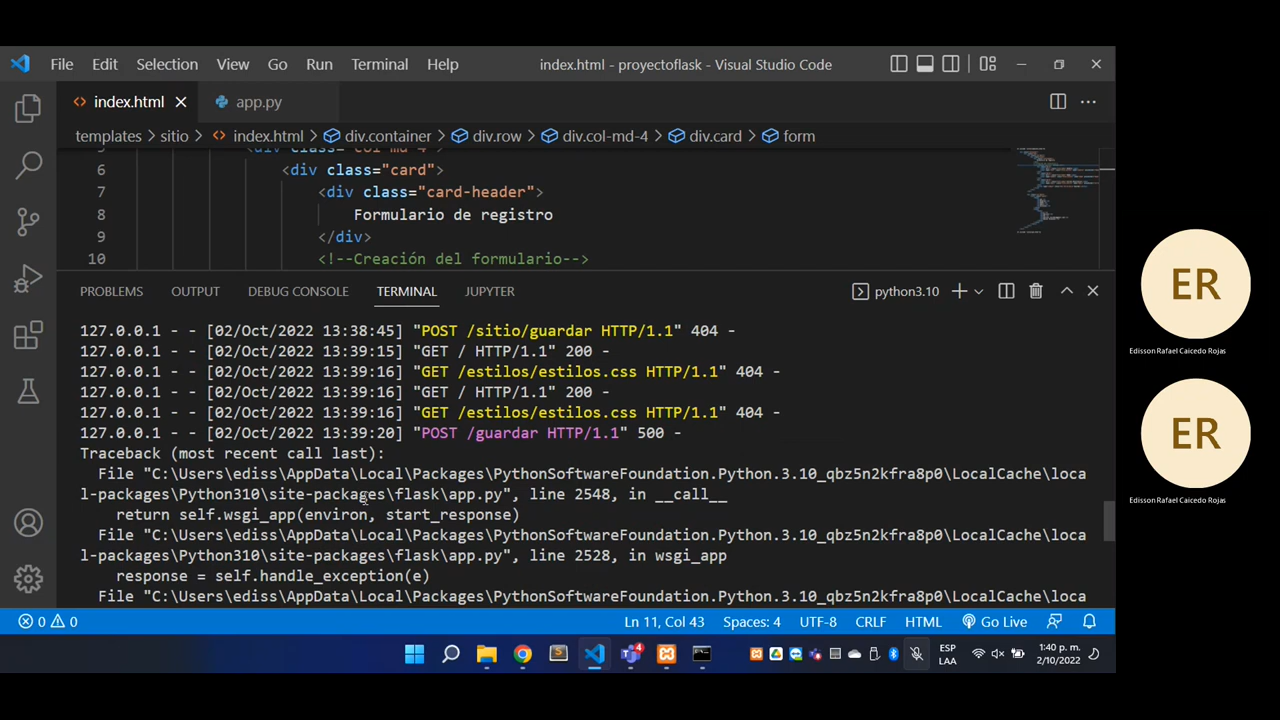 File Edit Selection View Go Run Terminal Help index.html - proyectoflask - Visual Studio Code
index.html app.py
templates > sitio > index.html > div.container > div.row > div.col-md-4 > div.card > form
<div class="col-md-4">
6 <div class="card">
7 <div class="card-header">
8 Formulario de registro
9 </div>
10 <!--Creación del formulario-->
PROBLEMS OUTPUT DEBUG CONSOLE TERMINAL JUPYTER python3.10
127.0.0.1 - - [02/Oct/2022 13:38:45] "POST /sitio/guardar HTTP/1.1" 404 -
127.0.0.1 - - [02/Oct/2022 13:39:15] "GET / HTTP/1.1" 200 -
127.0.0.1 - - [02/Oct/2022 13:39:16] "GET /estilos/estilos.css HTTP/1.1" 404 -
127.0.0.1 - - [02/Oct/2022 13:39:16] "GET / HTTP/1.1" 200 -
127.0.0.1 - - [02/Oct/2022 13:39:16] "GET /estilos/estilos.css HTTP/1.1" 404 -
127.0.0.1 - - [02/Oct/2022 13:39:20] "POST /guardar HTTP/1.1" 500 -
Traceback (most recent call last):
File "C:\Users\ediss\AppData\Local\Packages\PythonSoftwareFoundation.Python.3.10_qbz5n2kfra8p0\LocalCache\loca
l-packages\Python310\site-packages\flask\app.py", line 2548, in __call__
return self.wsgi_app(environ, start_response)
File "C:\Users\ediss\AppData\Local\Packages\PythonSoftwareFoundation.Python.3.10_qbz5n2kfra8p0\LocalCache\loca
l-packages\Python310\site-packages\flask\app.py", line 2528, in wsgi_app
response = self.handle_exception(e)
File "C:\Users\ediss\AppData\Local\Packages\PythonSoftwareFoundation.Python.3.10_qbz5n2kfra8p0\LocalCache\loca
0 0 Ln 11, Col 43 Spaces: 4 UTF-8 CRLF HTML Go Live
4 ESP
LAA
1:40 p. m.
2/10/2022
ER
Edisson Rafael Caicedo Rojas
ER
Edisson Rafael Caicedo Rojas